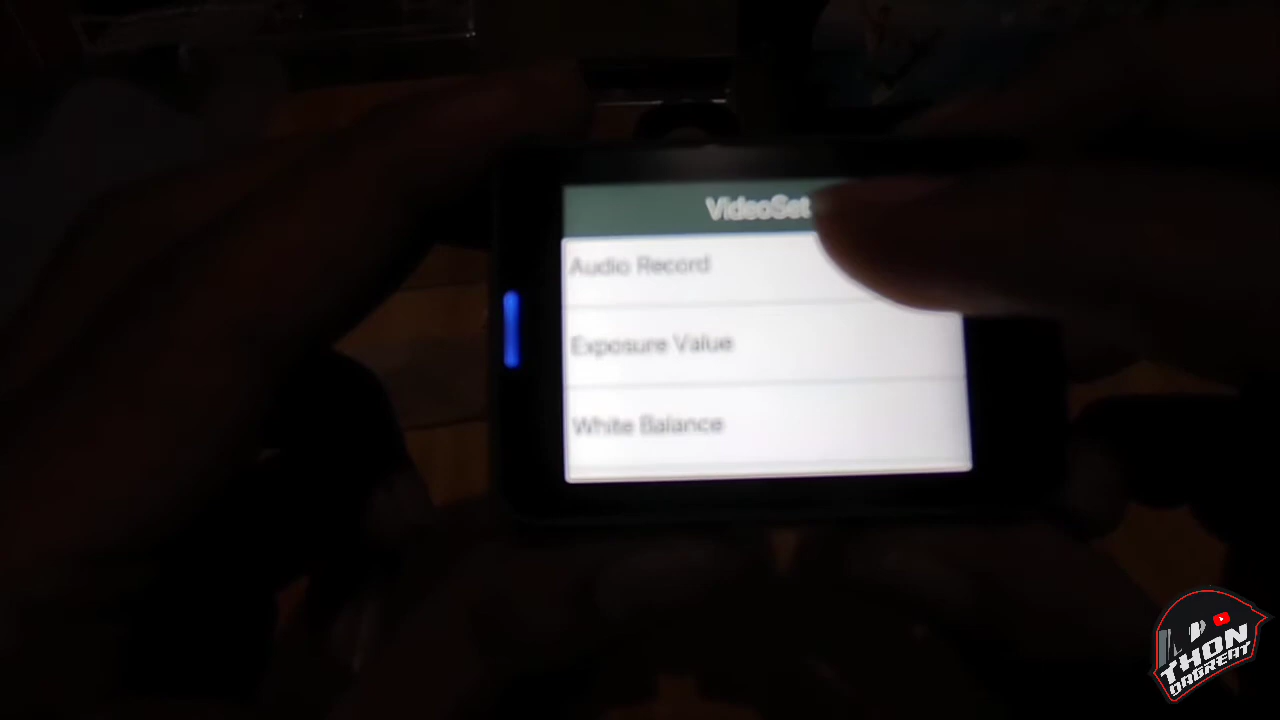 VideoSet
Audio Record
Exposure Value
White Balance
THON
DAGREAT